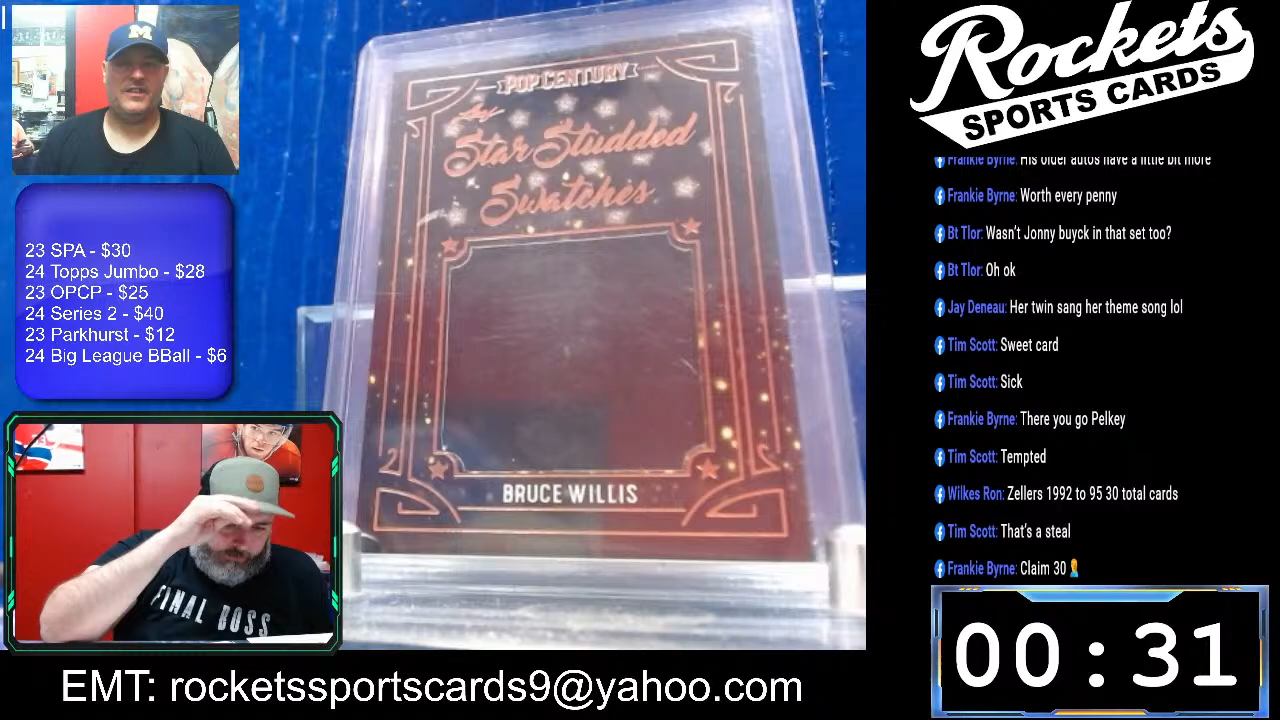 M
23 SPA - $30
24 Topps Jumbo - $28
23 OPCP - $25
24 Series 2 - $40
23 Parkhurst - $12
24 Big League BBall - $6
FINAL BOSS
POP CENTURY
Star Studded
Swatches
BRUCE WILLIS
Rockets
SPORTS CARDS
Frankie Byrne: His older autos have a little bit more
Frankie Byrne: Worth every penny
Bt Tlor: Wasn't Jonny buyck in that set too?
Bt Tlor: Oh ok
Jay Deneau: Her twin sang her theme song lol
Tim Scott: Sweet card
Tim Scott: Sick
Frankie Byrne: There you go Pelkey
Tim Scott: Tempted
Wilkes Ron: Zellers 1992 to 95 30 total cards
Tim Scott: That's a steal
Frankie Byrne: Claim 30
00:31
EMT: rocketssportscards9@yahoo.com